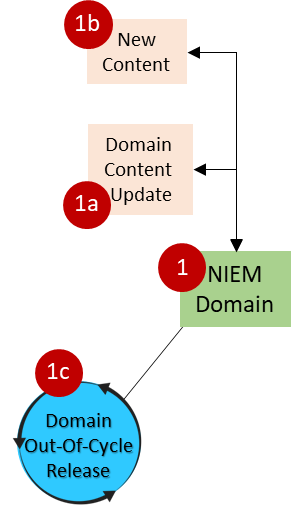 1b
New
Content
Domain
Content
Update
1a
1
NIEM
Domain
1c
Domain
Out-Of-Cycle
Release